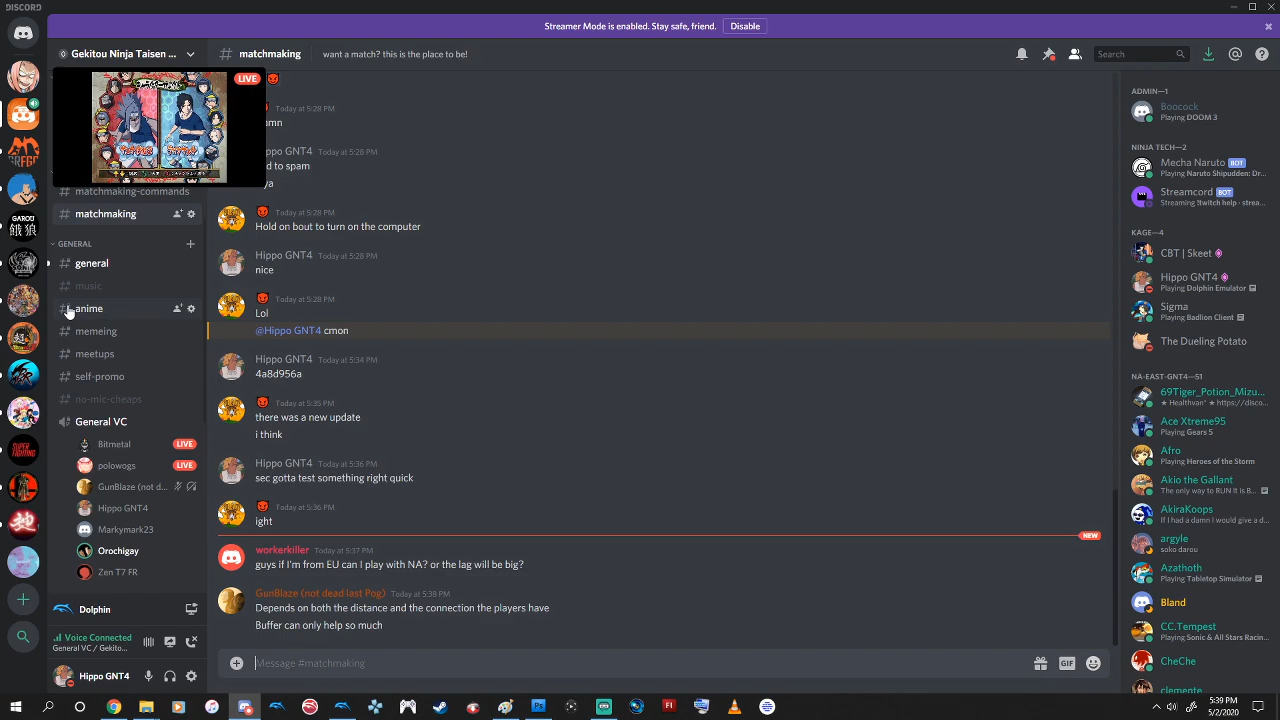 DISCORD
Streamer Mode is enabled. Stay safe, friend.
Disable
Gekitou Ninja Taisen ...
matchmaking
want a match? this is the place to be!
Search
LIVE
matchmaking-commands
matchmaking
GENERAL
general
music
anime
memeing
meetups
self-promo
no-mic-cheaps
General VC
Bitmetal
LIVE
polowogs
LIVE
GunBlaze (not d...
Hippo GNT4
Markymark23
Orochigay
Zen T7 FR
Dolphin
Voice Connected
General VC / Gekito...
Hippo GNT4
Today at 5:28 PM
Hippo GNT4 Today at 5:28 PM
ya
Today at 5:28 PM
Hold on bout to turn on the computer
Hippo GNT4 Today at 5:28 PM
nice
Today at 5:28 PM
Lol
@Hippo GNT4 cmon
Hippo GNT4 Today at 5:34 PM
4a8d956a
Today at 5:35 PM
there was a new update
i think
Hippo GNT4 Today at 5:36 PM
sec gotta test something right quick
Today at 5:36 PM
ight
NEW
workerkiller Today at 5:37 PM
guys if I'm from EU can I play with NA? or the lag will be big?
GunBlaze (not dead last Pog) Today at 5:38 PM
Depends on both the distance and the connection the players have
Buffer can only help so much
Message #matchmaking
GIF
ADMIN—1
Boocock
Playing DOOM 3
NINJA TECH—2
Mecha Naruto BOT
Playing Naruto Shipudden: Dr...
Streamcord BOT
Streaming !twitch help · strea...
KAGE—4
CBT | Skeet
Hippo GNT4
Playing Dolphin Emulator
Sigma
Playing Badlion Client
The Dueling Potato
NA-EAST-GNT4—51
69Tiger_Potion_Mizu...
★ Healthvan" ★ https://disco...
Ace Xtreme95
Playing Gears 5
Afro
Playing Heroes of the Storm
Akio the Gallant
The only way to RUN It is B...
AkiraKoops
If I had a damn I would give a d...
argyle
soko darou
Azathoth
Playing Tabletop Simulator
Bland
CC.Tempest
Playing Sonic & All Stars Racin...
CheChe
clemente
5:39 PM
5/2/2020